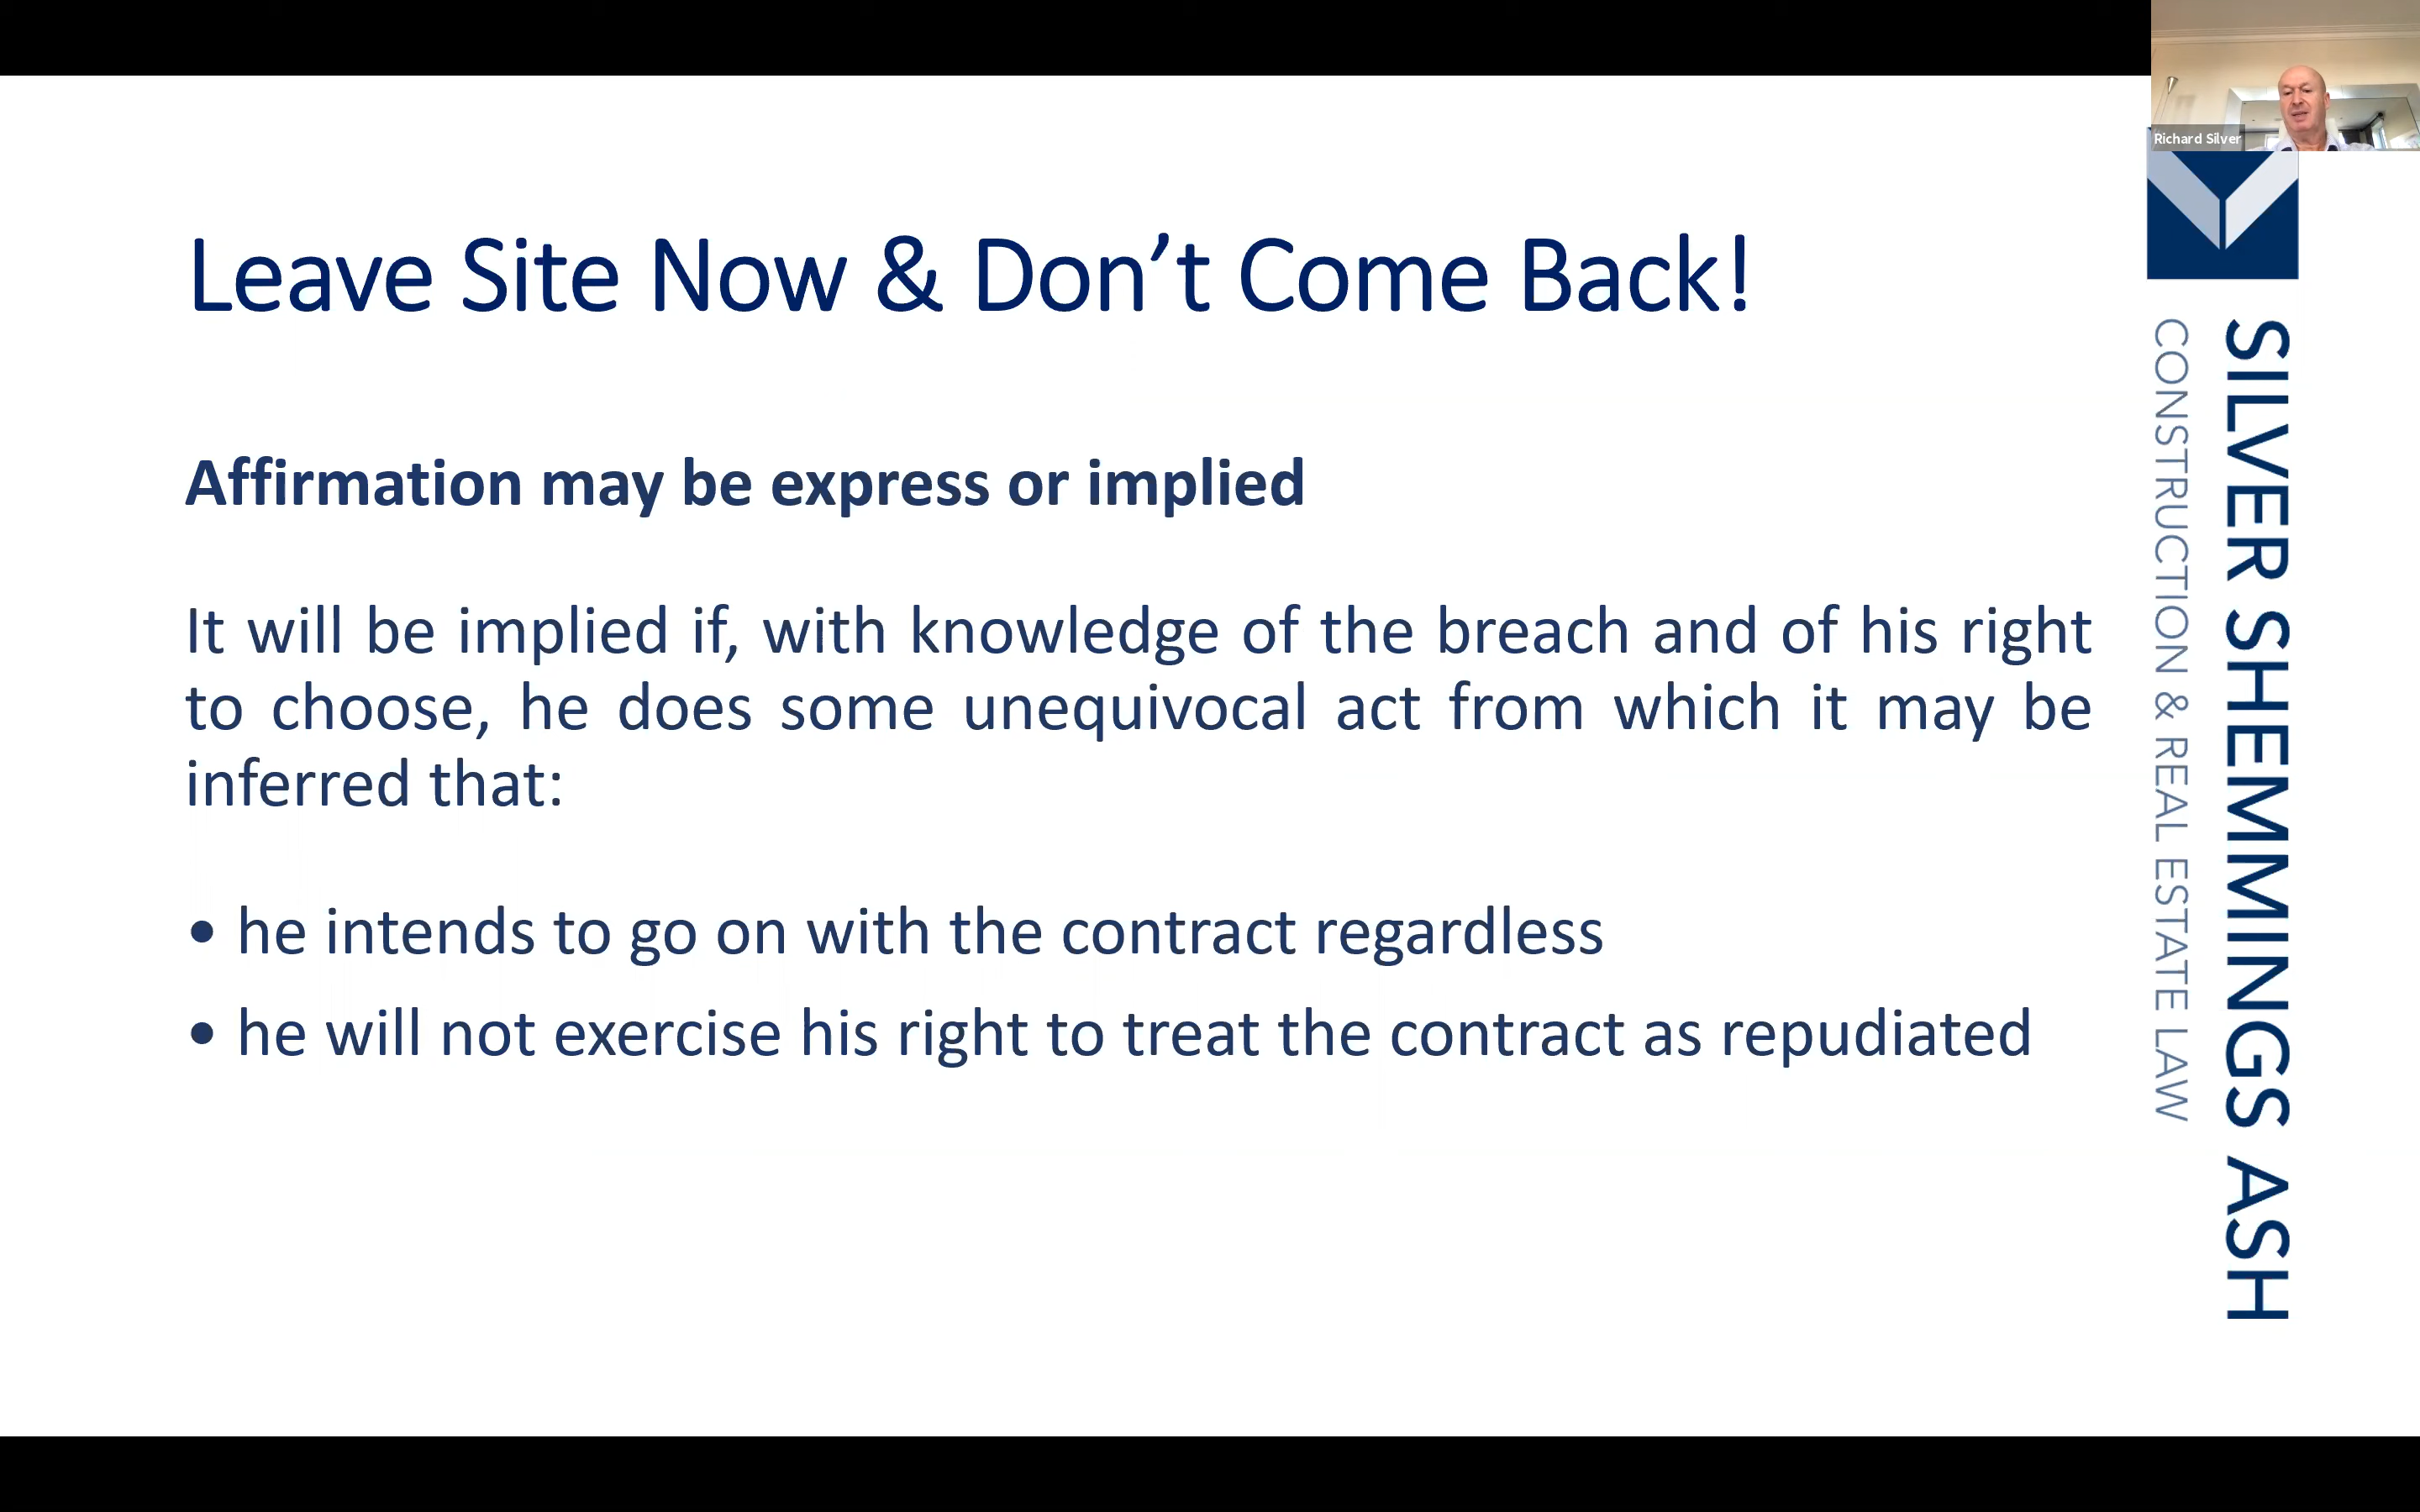 Richard Silver
Leave Site Now & Don’t Come Back!
Affirmation may be express or implied
It will be implied if, with knowledge of the breach and of his right
to choose, he does some unequivocal act from which it may be
inferred that:
• he intends to go on with the contract regardless
• he will not exercise his right to treat the contract as repudiated
SILVER SHEMMINGS ASH
CONSTRUCTION & REAL ESTATE LAW